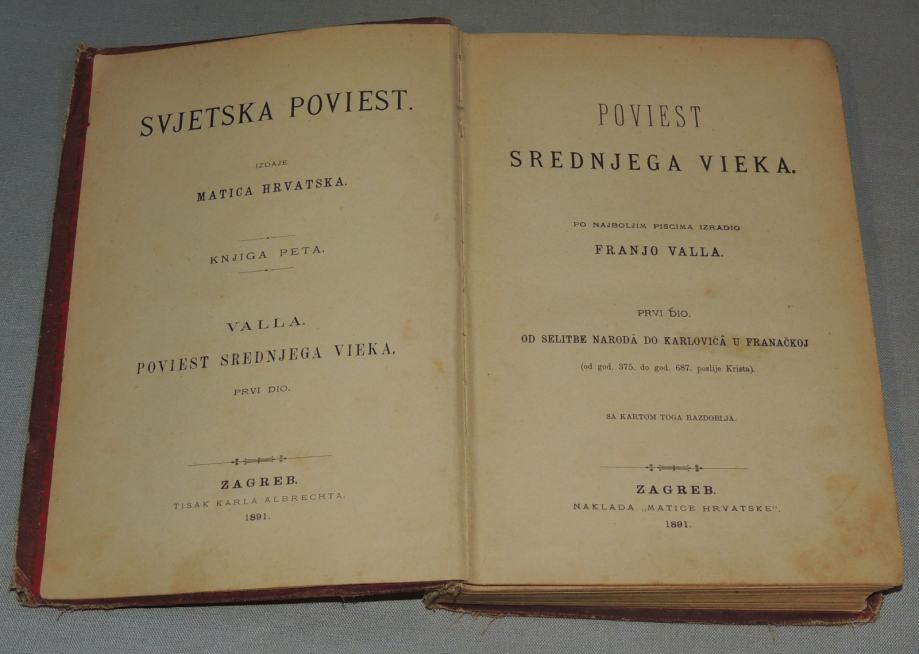 SVJETSKA POVIEST.
IZDAJE
MATICA HRVATSKA.
KNJIGA PETA.
VALLA.
POVIEST SREDNJEGA VIEKA.
PRVI DIO.
ZAGREB.
TISAK KARLA ALBRECHTA.
1891.
POVIEST
SREDNJEGA VIEKA.
PO NAJBOLJIM PISCIMA IZRADIO
FRANJO VALLA.
PRVI DIO.
OD SELITBE NARODÂ DO KARLOVIĆÂ U FRANAČKOJ
(od god. 375. do god. 687. poslije Krista).
SA KARTOM TOGA RAZDOBLJA.
ZAGREB.
NAKLADA „MATICE HRVATSKE“.
1891.